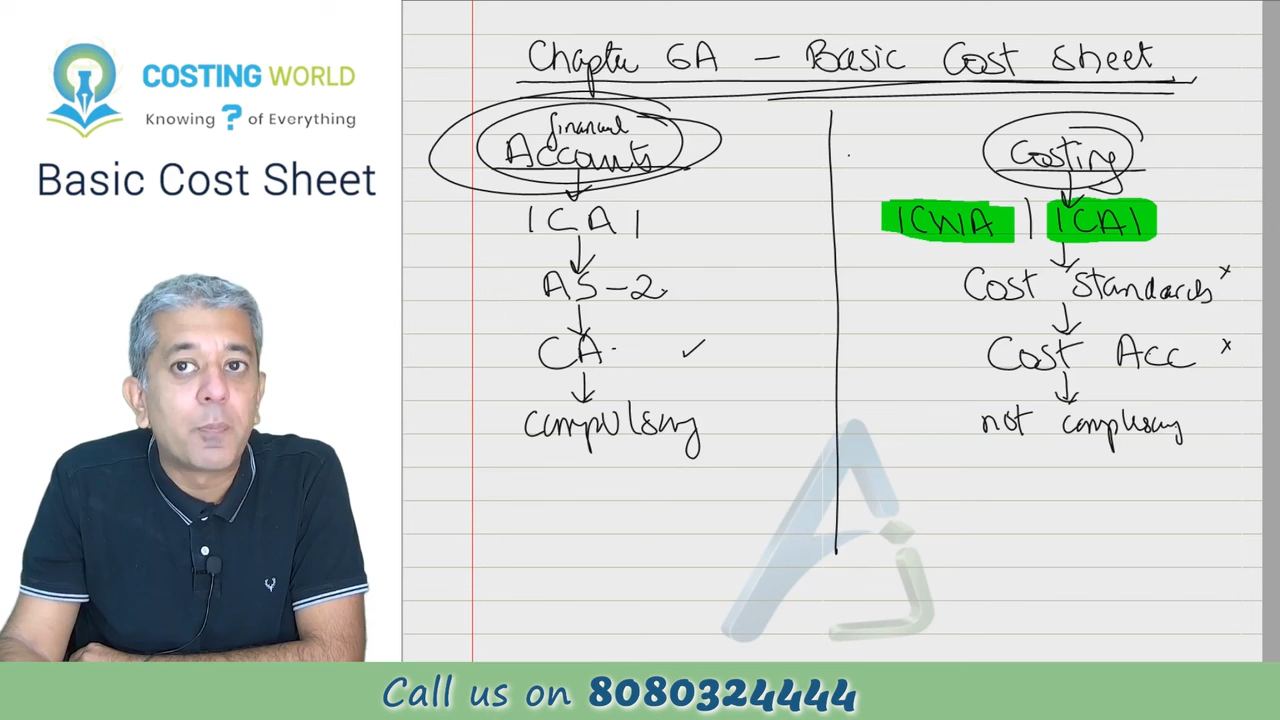 COSTING WORLD
Knowing ? of Everything
Basic Cost Sheet
Chapter 6A - Basic Cost Sheet
financial
Accounts
ICAI
AS-2
CA
✓
compulsory
Costing
ICWA | ICAI
Cost Standards x
Cost Acc x
not compulsory
Call us on 8080324444